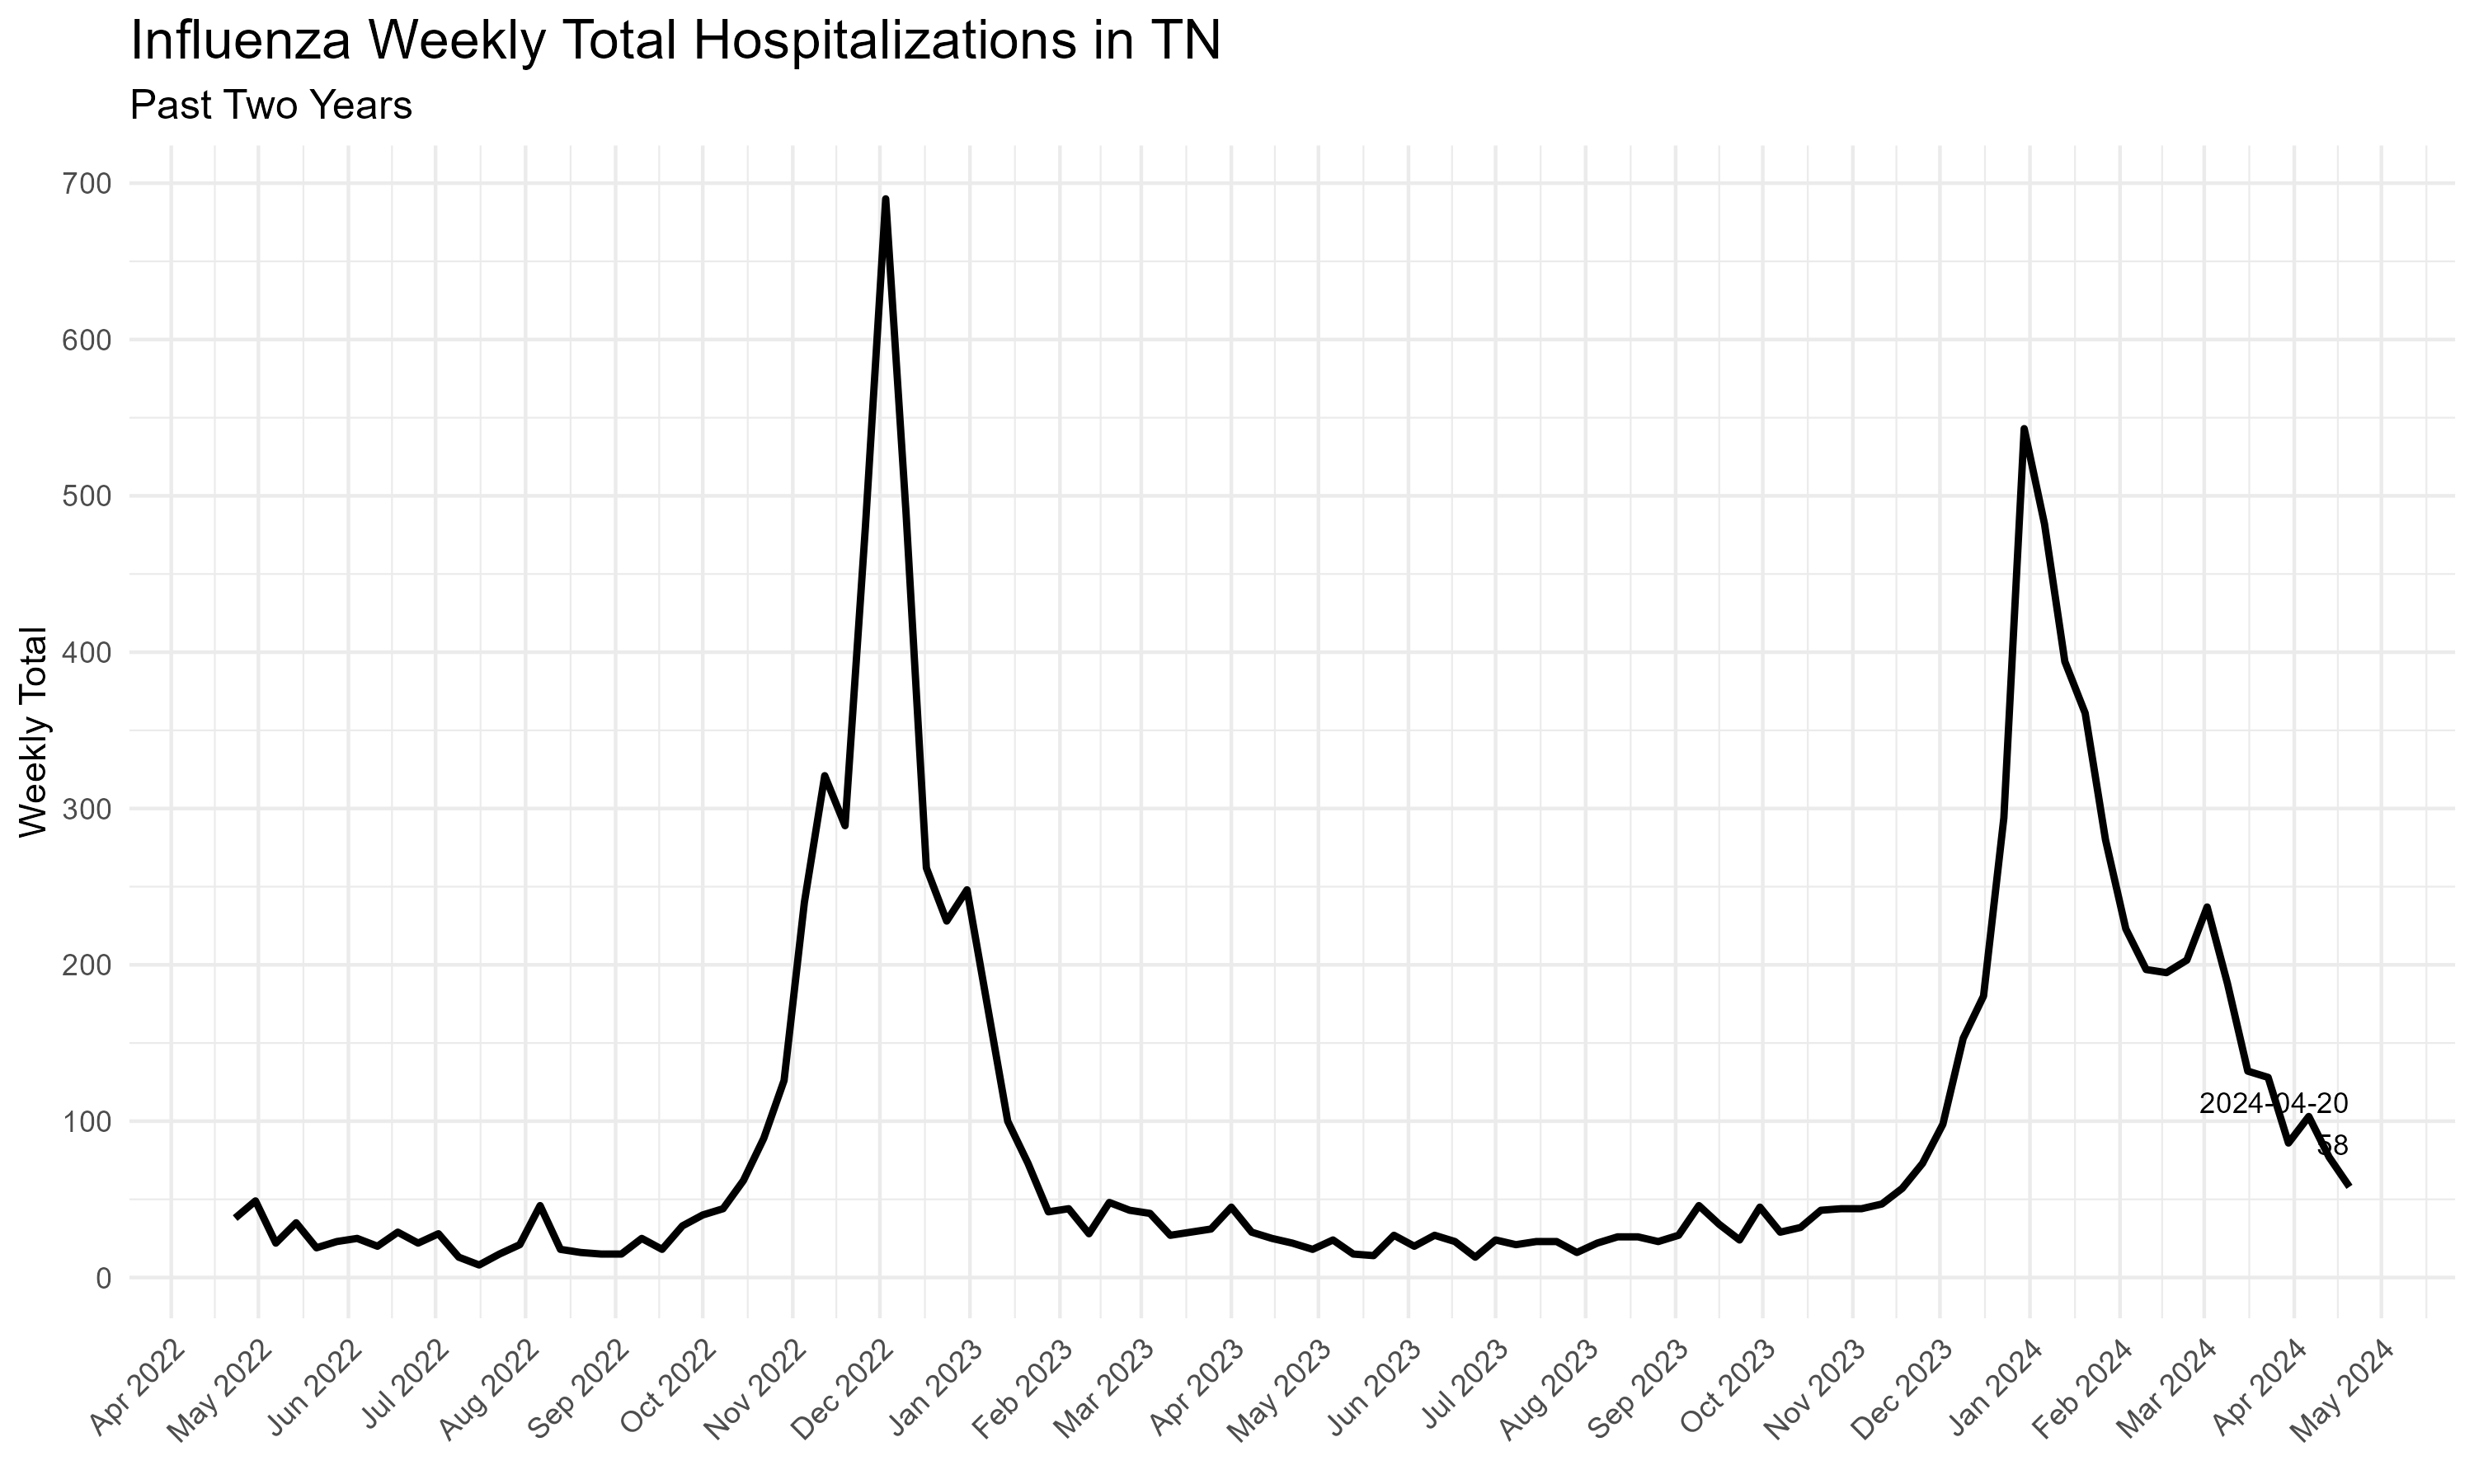 Influenza Weekly Total Hospitalizations in TN
Past Two Years
Weekly Total
700
600
500
400
300
200
100
0
2024-04-20
58
Apr 2022
May 2022
Jun 2022
Jul 2022
Aug 2022
Sep 2022
Oct 2022
Nov 2022
Dec 2022
Jan 2023
Feb 2023
Mar 2023
Apr 2023
May 2023
Jun 2023
Jul 2023
Aug 2023
Sep 2023
Oct 2023
Nov 2023
Dec 2023
Jan 2024
Feb 2024
Mar 2024
Apr 2024
May 2024